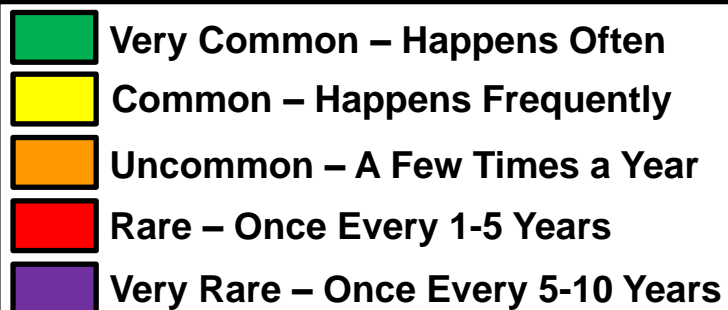 Very Common – Happens Often
Common – Happens Frequently
Uncommon – A Few Times a Year
Rare – Once Every 1-5 Years
Very Rare – Once Every 5-10 Years